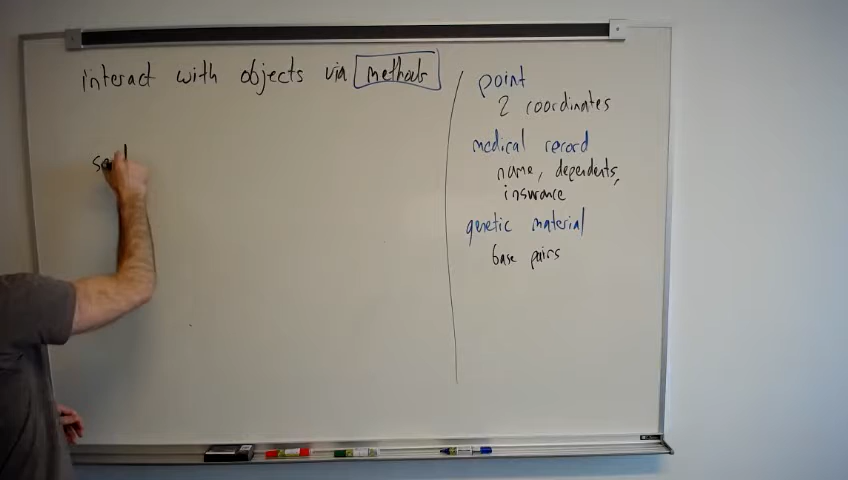 interact with objects via methods
point
2 coordinates
medical record
name, dependents,
insurance
genetic material
base pairs